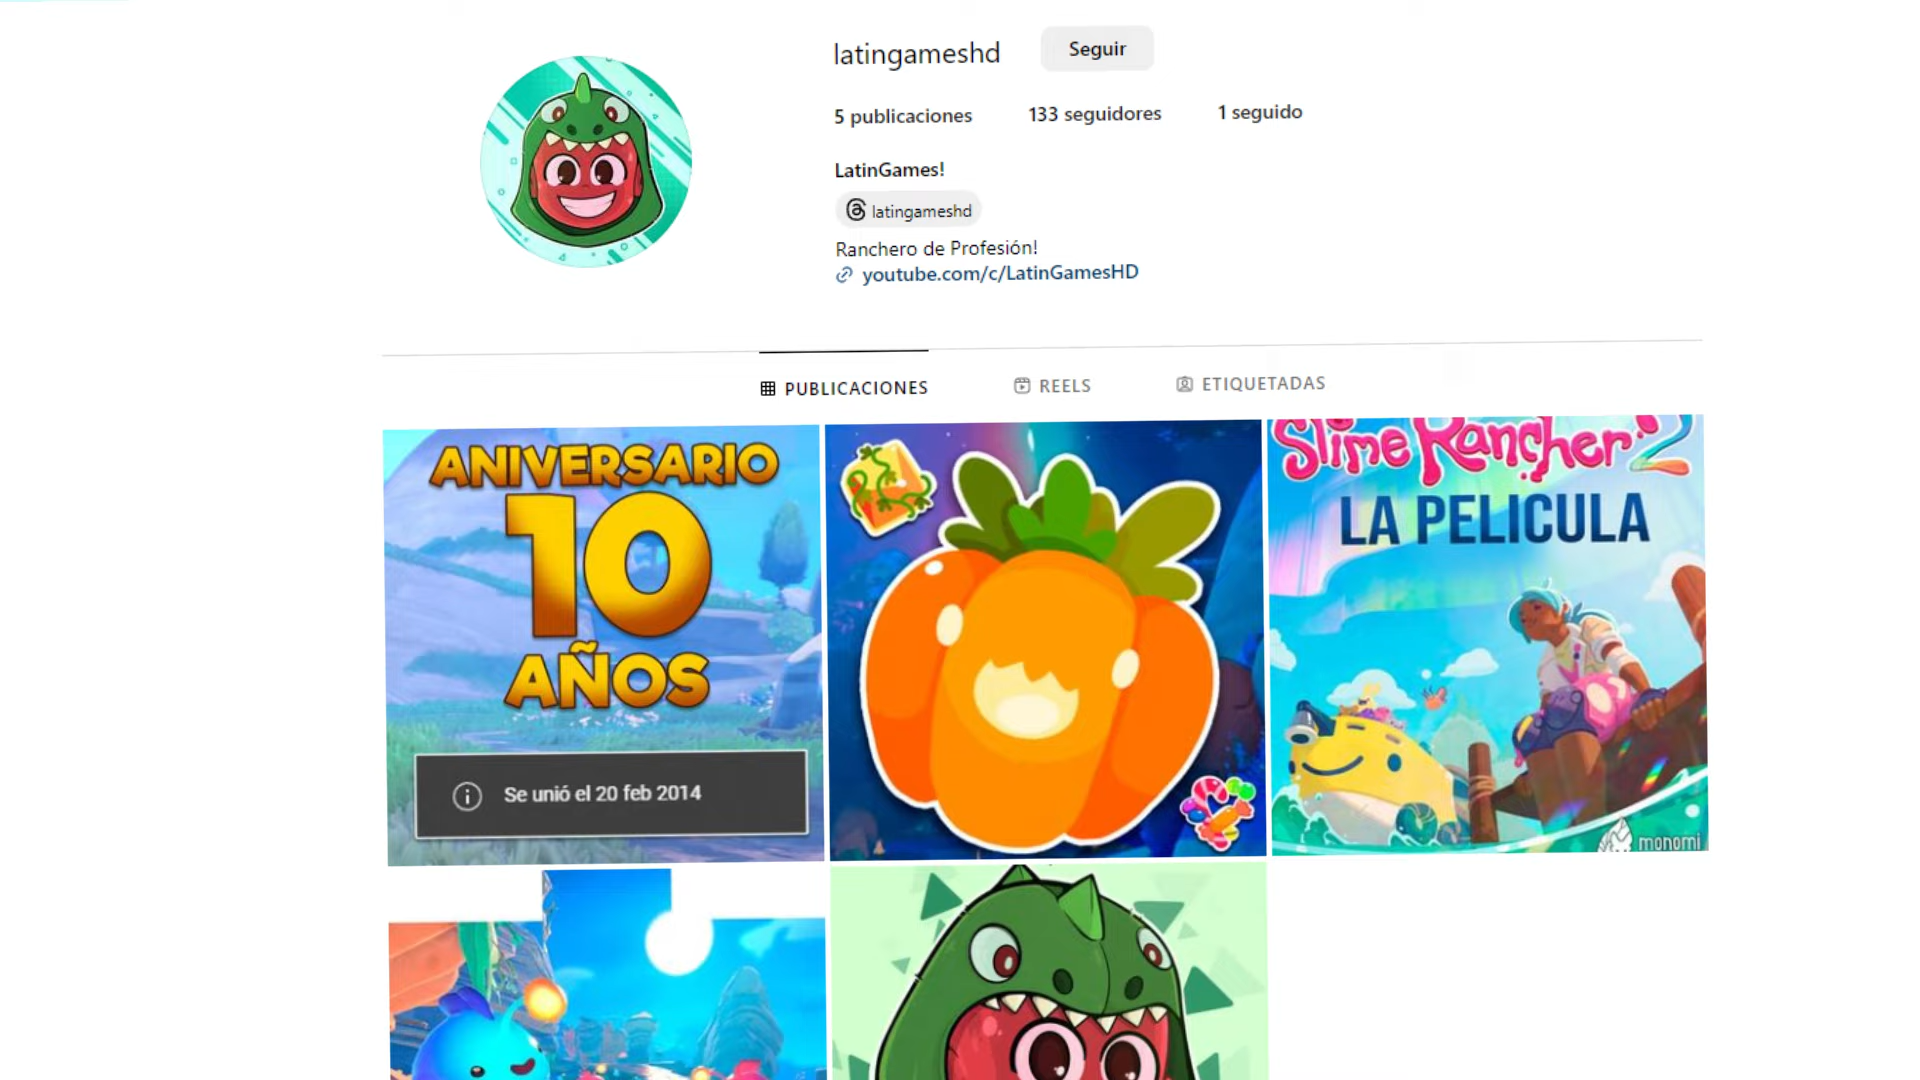 latingameshd
Seguir
5 publicaciones
133 seguidores
1 seguido
LatinGames!
latingameshd
Ranchero de Profesión!
youtube.com/c/LatinGamesHD
PUBLICACIONES
REELS
ETIQUETADAS
ANIVERSARIO
10
AÑOS
Se unió el 20 feb 2014
Slime Rancher 2
LA PELICULA
monomi